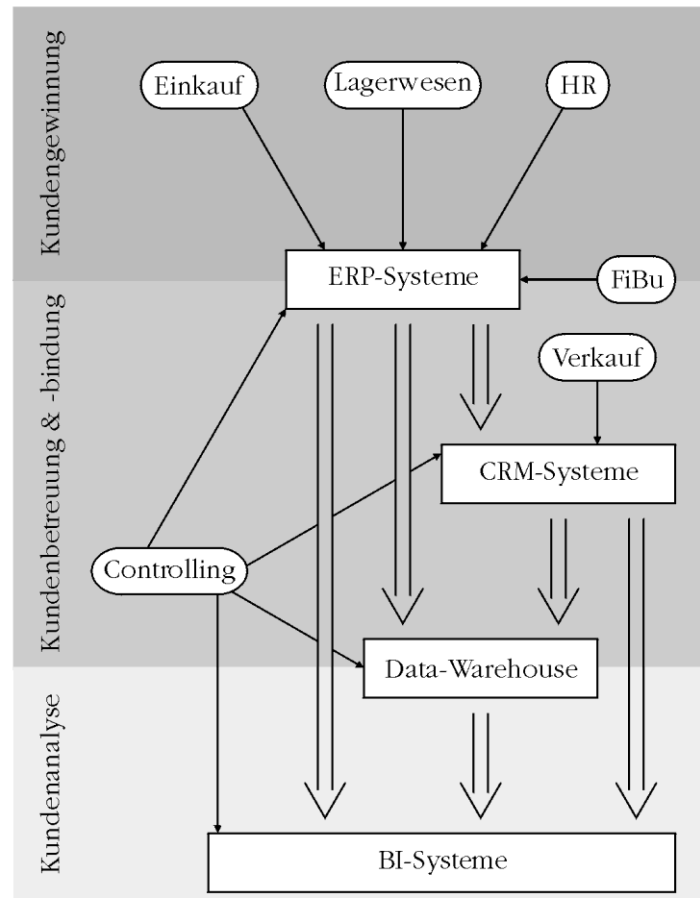 Kundengewinnung
Einkauf
Lagerwesen
HR
ERP-Systeme
FiBu
Kundenbetreuung & -bindung
Verkauf
CRM-Systeme
Controlling
Data-Warehouse
Kundenanalyse
BI-Systeme